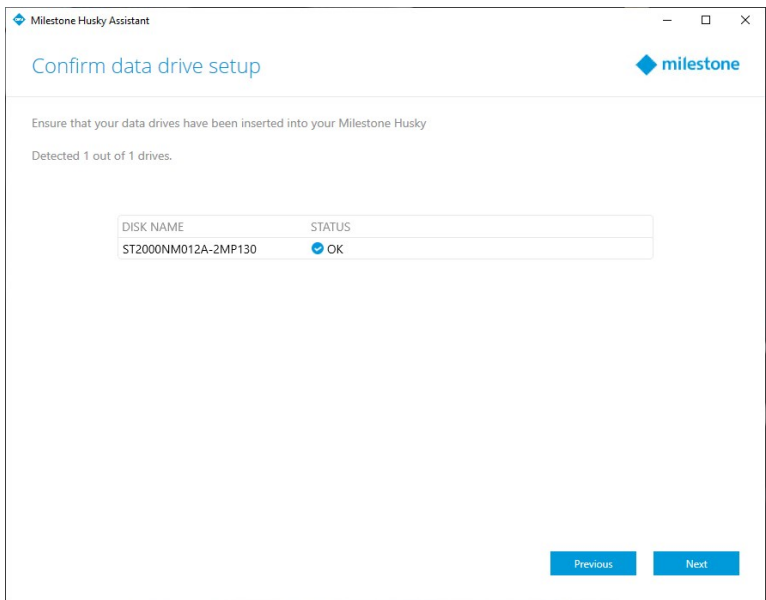 Milestone Husky Assistant
Confirm data drive setup
milestone
Ensure that your data drives have been inserted into your Milestone Husky
Detected 1 out of 1 drives.
DISK NAME STATUS
ST2000NM012A-2MP130 OK
Previous Next